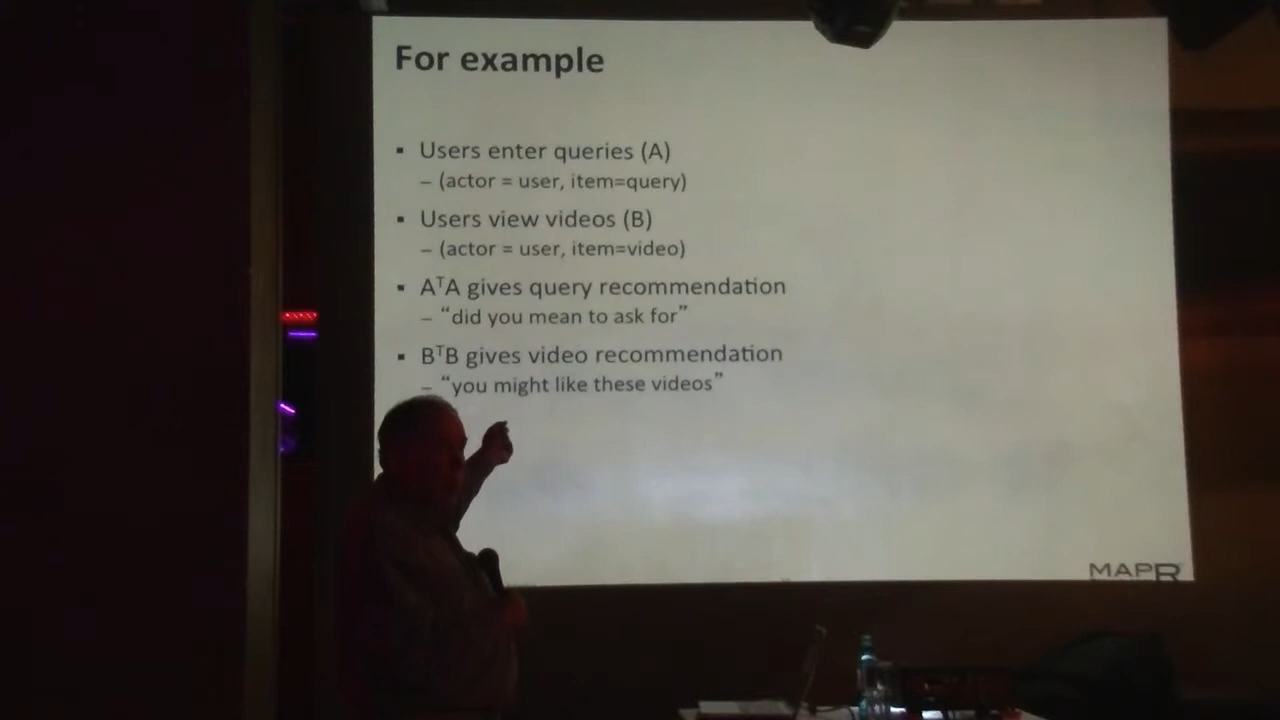 For example
▪ Users enter queries (A)
– (actor = user, item=query)
▪ Users view videos (B)
– (actor = user, item=video)
▪ AᵀA gives query recommendation
– “did you mean to ask for”
▪ BᵀB gives video recommendation
– “you might like these videos”
MAPR